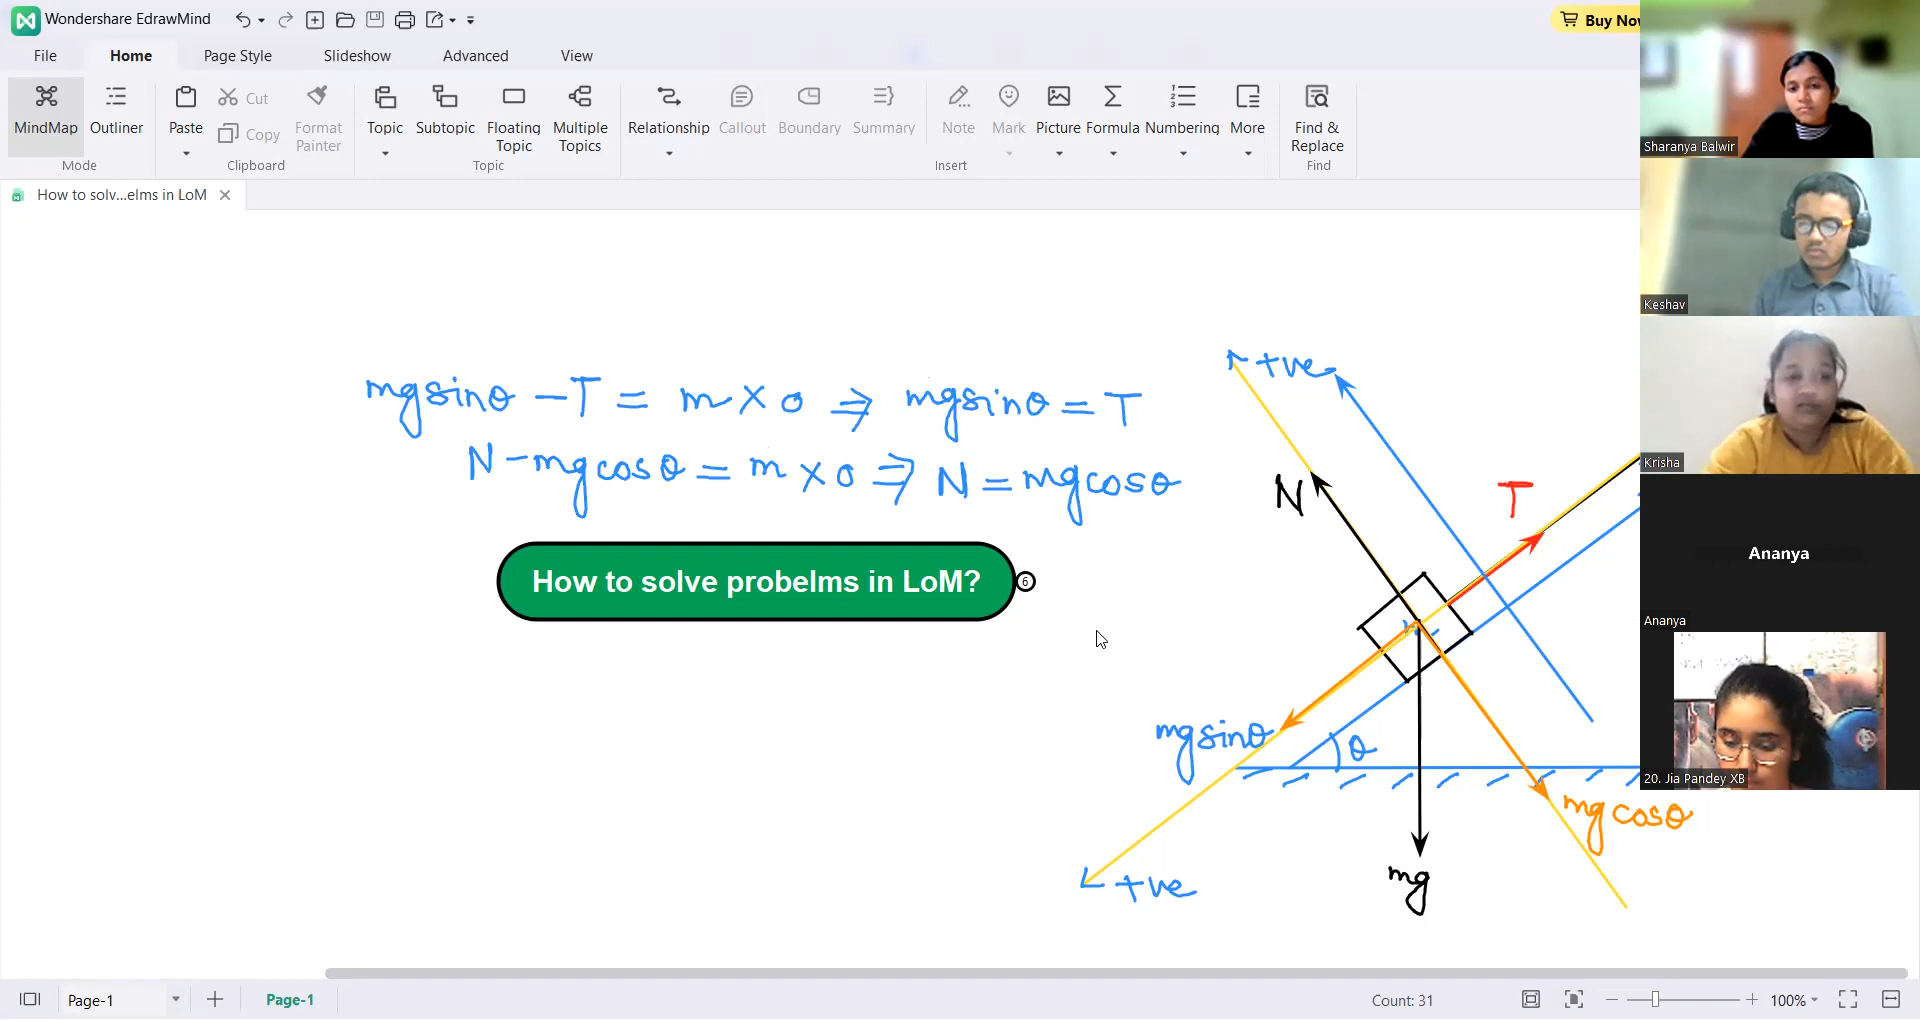 Wondershare EdrawMind
Buy Now
File Home Page Style Slideshow Advanced View
MindMap Outliner Paste Cut Copy Format Painter Topic Subtopic Floating Topic Multiple Topics Relationship Callout Boundary Summary Note Mark Picture Formula Numbering More Find & Replace
Mode Clipboard Topic Insert Find
How to solv...elms in LoM
mgsinθ - T = m × 0 ⇒ mgsinθ = T
N - mgcosθ = m × 0 ⇒ N = mgcosθ
How to solve probelms in LoM?
6
+ve
N
T
mgsinθ
θ
mgcosθ
mg
+ve
Sharanya Balwir
Keshav
Krisha
Ananya
Ananya
20. Jia Pandey XB
Page-1
Page-1
Count: 31
100%